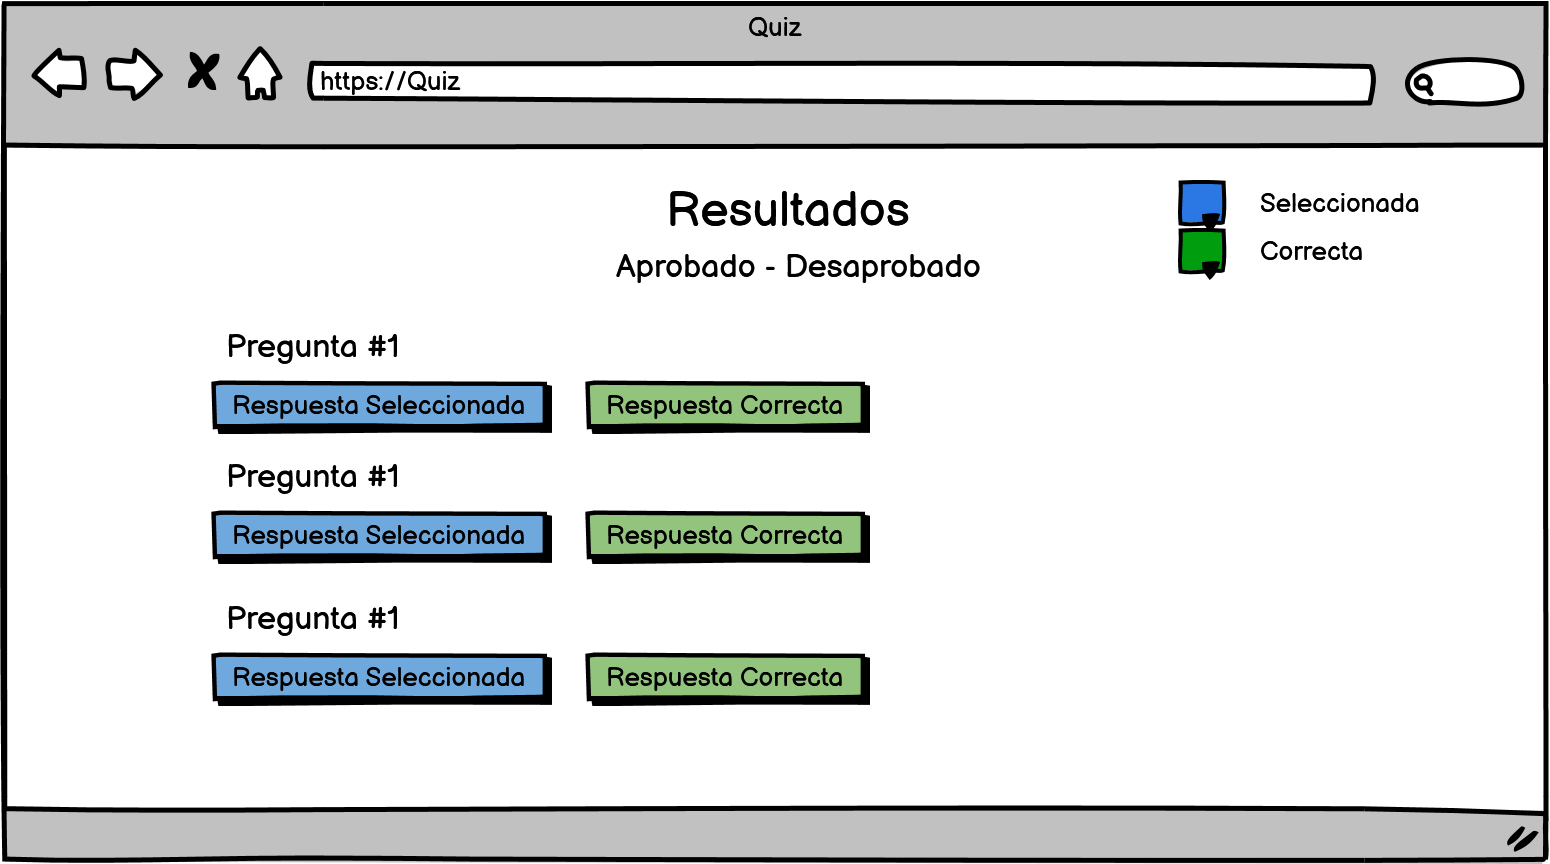 Quiz
https://Quiz
Resultados
Aprobado - Desaprobado
Seleccionada
Correcta
Pregunta #1
Respuesta Seleccionada
Respuesta Correcta
Pregunta #1
Respuesta Seleccionada
Respuesta Correcta
Pregunta #1
Respuesta Seleccionada
Respuesta Correcta